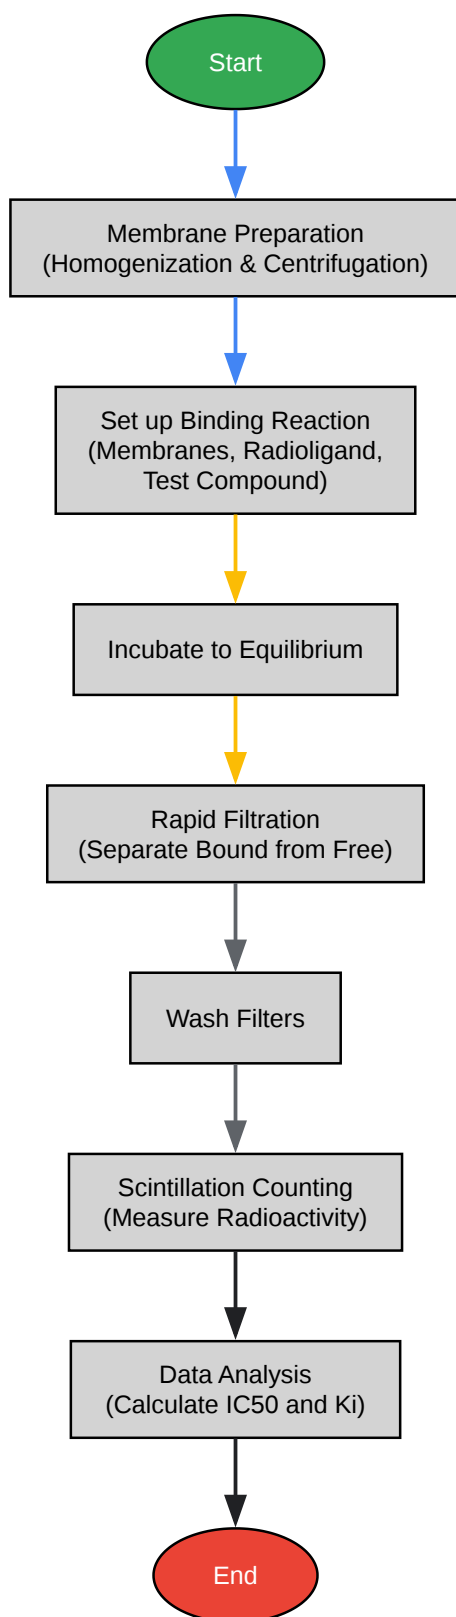 Start
Membrane Preparation
(Homogenization & Centrifugation)
Set up Binding Reaction
(Membranes, Radioligand,
Test Compound)
Incubate to Equilibrium
Rapid Filtration
(Separate Bound from Free)
Wash Filters
Scintillation Counting
(Measure Radioactivity)
Data Analysis
(Calculate IC50 and Ki)
End